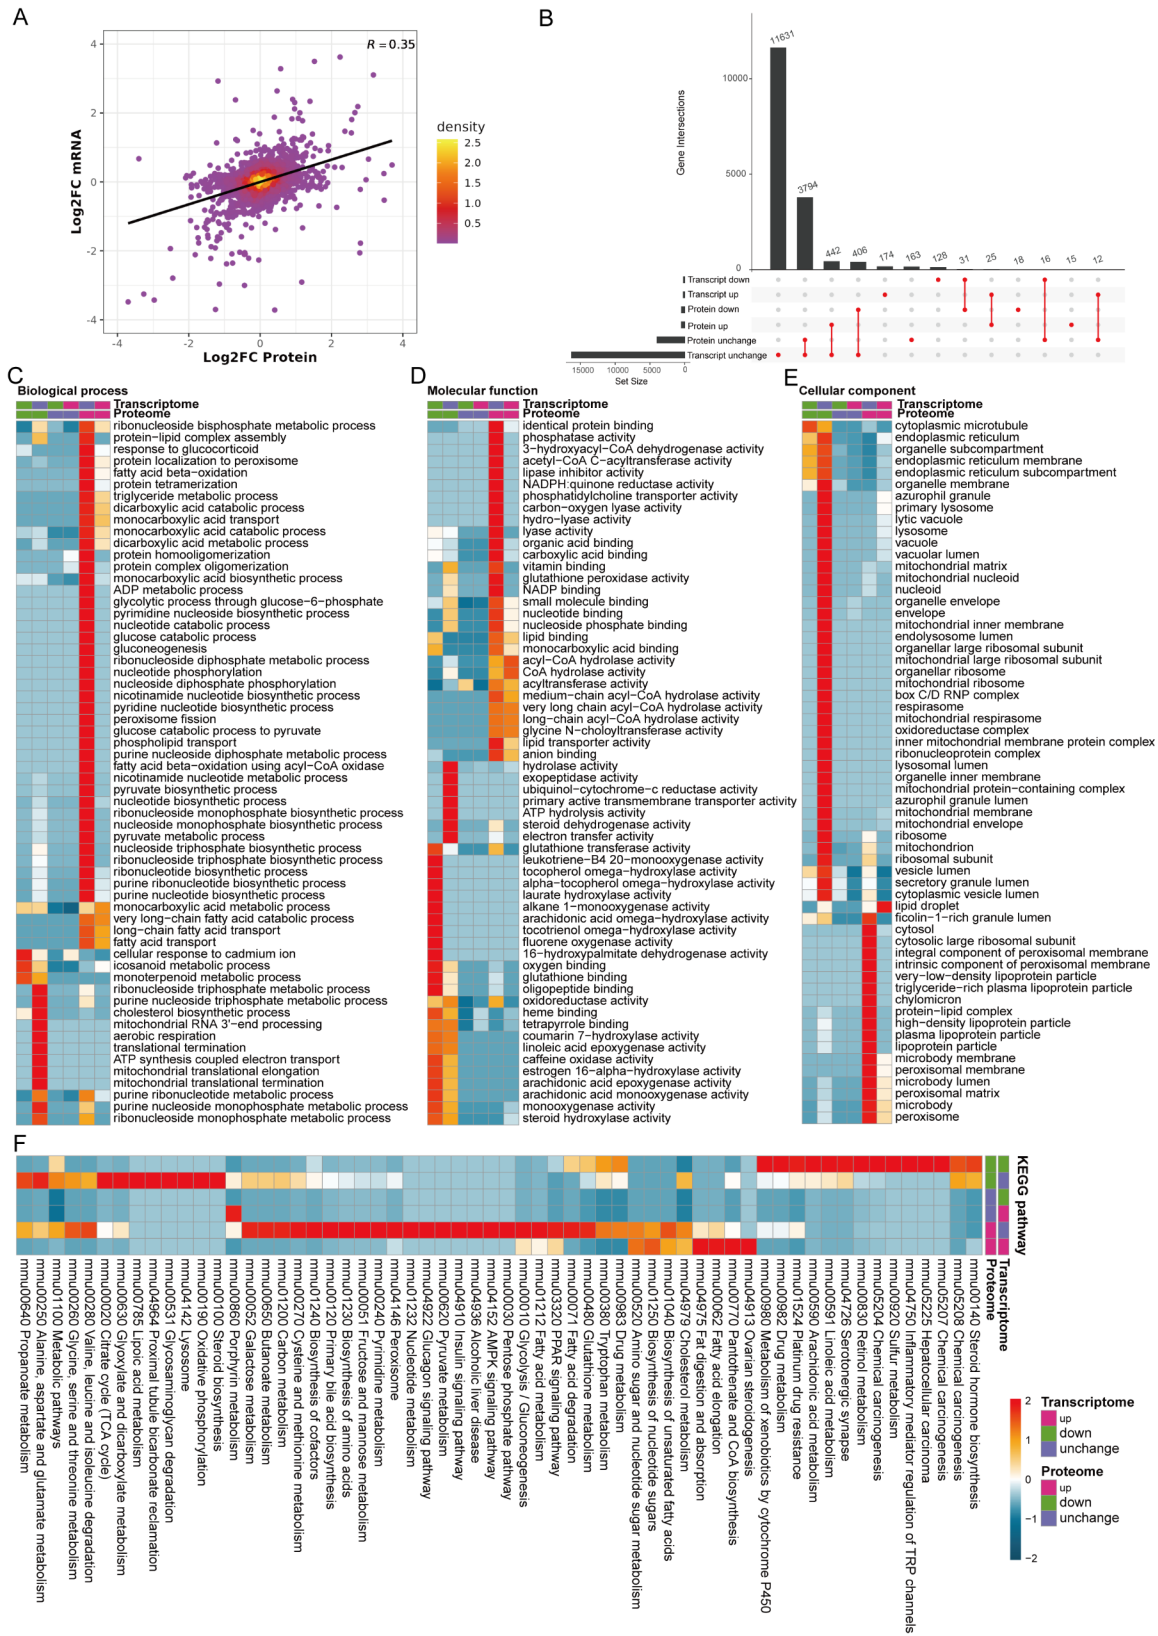 A
R = 0.35
4
2
0
-2
-4
-4
-2
0
2
4
Log2FC mRNA
Log2FC Protein
density
2.5
2.0
1.5
1.0
0.5
B
Gene Intersections
10000
5000
0
11631
3794
442
406
174
163
128
31
25
18
16
15
12
Transcript down
Transcript up
Protein down
Protein up
Protein unchange
Transcript unchange
15000
10000
5000
0
Set Size
C
Biological process
Transcriptome
Proteome
ribonucleoside bisphosphate metabolic process
protein−lipid complex assembly
response to glucocorticoid
protein localization to peroxisome
fatty acid beta−oxidation
protein tetramerization
triglyceride metabolic process
dicarboxylic acid catabolic process
monocarboxylic acid transport
monocarboxylic acid catabolic process
dicarboxylic acid metabolic process
protein homooligomerization
protein complex oligomerization
monocarboxylic acid biosynthetic process
ADP metabolic process
glycolytic process through glucose−6−phosphate
pyrimidine nucleoside biosynthetic process
nucleotide catabolic process
glucose catabolic process
gluconeogenesis
ribonucleoside diphosphate metabolic process
nucleotide phosphorylation
nucleoside diphosphate phosphorylation
nicotinamide nucleotide biosynthetic process
pyridine nucleotide biosynthetic process
peroxisome fission
glucose catabolic process to pyruvate
phospholipid transport
purine nucleoside diphosphate metabolic process
fatty acid beta−oxidation using acyl−CoA oxidase
nicotinamide nucleotide metabolic process
pyruvate biosynthetic process
nucleotide biosynthetic process
ribonucleoside monophosphate biosynthetic process
nucleoside monophosphate biosynthetic process
pyruvate metabolic process
nucleoside triphosphate biosynthetic process
ribonucleoside triphosphate biosynthetic process
ribonucleotide biosynthetic process
purine ribonucleotide biosynthetic process
purine nucleotide biosynthetic process
monocarboxylic acid metabolic process
very long−chain fatty acid catabolic process
long−chain fatty acid transport
fatty acid transport
cellular response to cadmium ion
icosanoid metabolic process
monoterpenoid metabolic process
ribonucleoside triphosphate metabolic process
purine nucleoside triphosphate metabolic process
cholesterol biosynthetic process
mitochondrial RNA 3'−end processing
aerobic respiration
translational termination
ATP synthesis coupled electron transport
mitochondrial translational elongation
mitochondrial translational termination
purine ribonucleotide metabolic process
purine nucleoside monophosphate metabolic process
ribonucleoside monophosphate metabolic process
D
Molecular function
Transcriptome
Proteome
identical protein binding
phosphatase activity
3−hydroxyacyl−CoA dehydrogenase activity
acetyl−CoA C−acyltransferase activity
lipase inhibitor activity
NADPH:quinone reductase activity
phosphatidylcholine transporter activity
carbon−oxygen lyase activity
hydro−lyase activity
lyase activity
organic acid binding
carboxylic acid binding
vitamin binding
glutathione peroxidase activity
NADP binding
small molecule binding
nucleotide binding
nucleoside phosphate binding
lipid binding
monocarboxylic acid binding
acyl−CoA hydrolase activity
CoA hydrolase activity
acyltransferase activity
medium−chain acyl−CoA hydrolase activity
very long chain acyl−CoA hydrolase activity
long−chain acyl−CoA hydrolase activity
glycine N−choloyltransferase activity
lipid transporter activity
anion binding
hydrolase activity
exopeptidase activity
ubiquinol−cytochrome−c reductase activity
primary active transmembrane transporter activity
ATP hydrolysis activity
steroid dehydrogenase activity
electron transfer activity
glutathione transferase activity
leukotriene−B4 20−monooxygenase activity
tocopherol omega−hydroxylase activity
alpha−tocopherol omega−hydroxylase activity
laurate hydroxylase activity
alkane 1−monooxygenase activity
arachidonic acid omega−hydroxylase activity
tocotrienol omega−hydroxylase activity
fluorene oxygenase activity
16−hydroxypalmitate dehydrogenase activity
oxygen binding
glutathione binding
oligopeptide binding
oxidoreductase activity
heme binding
tetrapyrrole binding
coumarin 7−hydroxylase activity
linoleic acid epoxygenase activity
caffeine oxidase activity
estrogen 16−alpha−hydroxylase activity
arachidonic acid epoxygenase activity
arachidonic acid monooxygenase activity
monooxygenase activity
steroid hydroxylase activity
E
Cellular component
Transcriptome
Proteome
cytoplasmic microtubule
endoplasmic reticulum
organelle subcompartment
endoplasmic reticulum membrane
endoplasmic reticulum subcompartment
organelle membrane
azurophil granule
primary lysosome
lytic vacuole
lysosome
vacuole
vacuolar lumen
mitochondrial matrix
mitochondrial nucleoid
nucleoid
organelle envelope
envelope
mitochondrial inner membrane
endolysosome lumen
organellar large ribosomal subunit
mitochondrial large ribosomal subunit
organellar ribosome
mitochondrial ribosome
box C/D RNP complex
respirasome
mitochondrial respirasome
oxidoreductase complex
inner mitochondrial membrane protein complex
ribonucleoprotein complex
lysosomal lumen
organelle inner membrane
mitochondrial protein−containing complex
azurophil granule lumen
mitochondrial membrane
mitochondrial envelope
ribosome
mitochondrion
ribosomal subunit
vesicle lumen
secretory granule lumen
cytoplasmic vesicle lumen
lipid droplet
ficolin−1−rich granule lumen
cytosol
cytosolic large ribosomal subunit
integral component of peroxisomal membrane
intrinsic component of peroxisomal membrane
very−low−density lipoprotein particle
triglyceride−rich plasma lipoprotein particle
chylomicron
protein−lipid complex
high−density lipoprotein particle
plasma lipoprotein particle
lipoprotein particle
microbody membrane
peroxisomal membrane
microbody lumen
peroxisomal matrix
microbody
peroxisome
F
KEGG pathway
Transcriptome
Proteome
mmu00640 Propanoate metabolism
mmu00250 Alanine, aspartate and glutamate metabolism
mmu01100 Metabolic pathways
mmu00260 Glycine, serine and threonine metabolism
mmu00280 Valine, leucine and isoleucine degradation
mmu00020 Citrate cycle (TCA cycle)
mmu00630 Glyoxylate and dicarboxylate metabolism
mmu00785 Lipoic acid metabolism
mmu04964 Proximal tubule bicarbonate reclamation
mmu00531 Glycosaminoglycan degradation
mmu04142 Lysosome
mmu00190 Oxidative phosphorylation
mmu00100 Steroid biosynthesis
mmu00860 Porphyrin metabolism
mmu00052 Galactose metabolism
mmu00650 Butanoate metabolism
mmu01200 Carbon metabolism
mmu00270 Cysteine and methionine metabolism
mmu01240 Biosynthesis of cofactors
mmu00120 Primary bile acid biosynthesis
mmu01230 Biosynthesis of amino acids
mmu00051 Fructose and mannose metabolism
mmu00240 Pyrimidine metabolism
mmu04146 Peroxisome
mmu01232 Nucleotide metabolism
mmu04922 Glucagon signaling pathway
mmu00620 Pyruvate metabolism
mmu04910 Insulin signaling pathway
mmu04936 Alcoholic liver disease
mmu04152 AMPK signaling pathway
mmu00030 Pentose phosphate pathway
mmu00010 Glycolysis / Gluconeogenesis
mmu01212 Fatty acid metabolism
mmu03320 PPAR signaling pathway
mmu00071 Fatty acid degradation
mmu00480 Glutathione metabolism
mmu00380 Tryptophan metabolism
mmu00983 Drug metabolism
mmu00520 Amino sugar and nucleotide sugar metabolism
mmu01250 Biosynthesis of nucleotide sugars
mmu01040 Biosynthesis of unsaturated fatty acids
mmu04979 Cholesterol metabolism
mmu04975 Fat digestion and absorption
mmu00062 Fatty acid elongation
mmu00770 Pantothenate and CoA biosynthesis
mmu04913 Ovarian steroidogenesis
mmu00980 Metabolism of xenobiotics by cytochrome P450
mmu00982 Drug metabolism
mmu01524 Platinum drug resistance
mmu00590 Arachidonic acid metabolism
mmu00591 Linoleic acid metabolism
mmu04726 Serotonergic synapse
mmu00830 Retinol metabolism
mmu05204 Chemical carcinogenesis
mmu00920 Sulfur metabolism
mmu04750 Inflammatory mediator regulation of TRP channels
mmu05225 Hepatocellular carcinoma
mmu05207 Chemical carcinogenesis
mmu05208 Chemical carcinogenesis
mmu00140 Steroid hormone biosynthesis
2
1
0
−1
−2
Transcriptome
up
down
unchange
Proteome
up
down
unchange